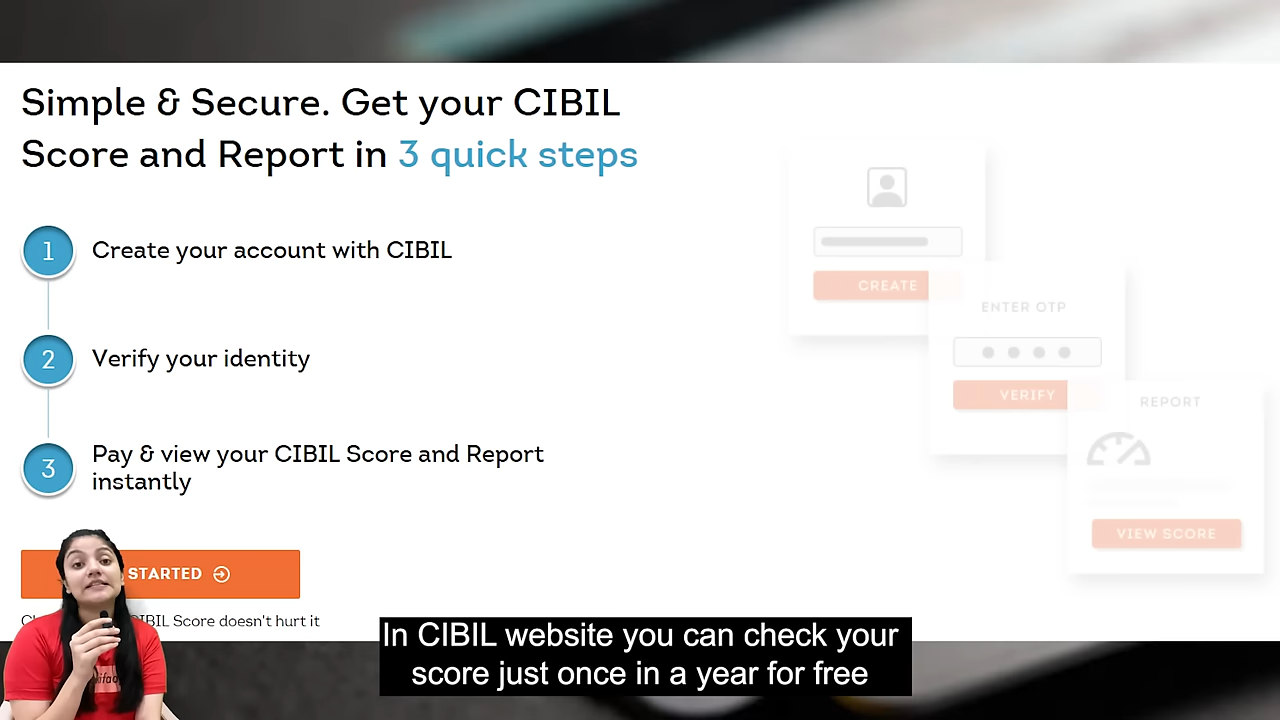 Simple & Secure. Get your CIBIL
Score and Report in 3 quick steps
1 Create your account with CIBIL
2 Verify your identity
3 Pay & view your CIBIL Score and Report
instantly
STARTED
CIBIL Score doesn't hurt it
CREATE
ENTER OTP
VERIFY
REPORT
VIEW SCORE
In CIBIL website you can check your
score just once in a year for free